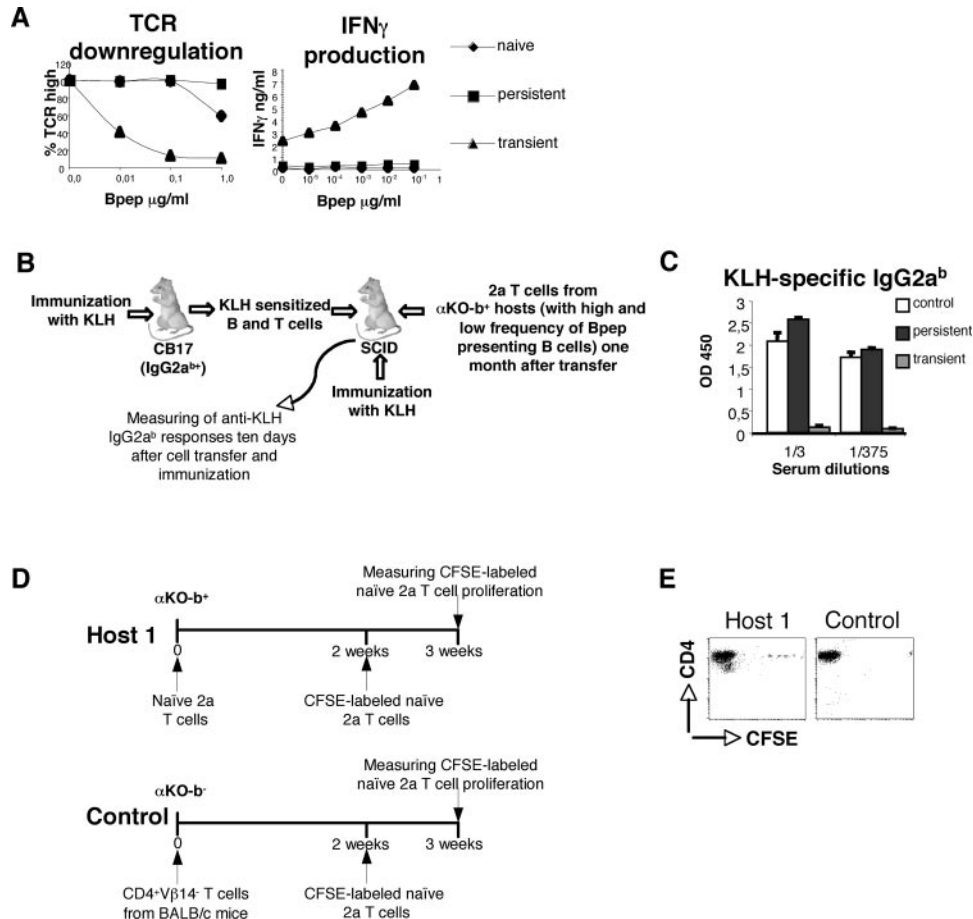 A
TCR
downregulation
% TCR high
120
100
80
60
40
20
0
0,0
0,01
0,1
1,0
Bpep μg/ml
IFNγ
production
IFNγ ng/ml
8
7
6
5
4
3
2
1
0
0
10⁻⁵
10⁻⁴
10⁻³
10⁻²
10⁻¹
1
Bpep μg/ml
naive
persistent
transient
B
Immunization
with KLH
CB17
(IgG2aᵇ⁺)
KLH sensitized
B and T cells
SCID
2a T cells from
αKO-b⁺ hosts (with high and
low frequency of Bpep
presenting B cells) one
month after transfer
Immunization
with KLH
Measuring of anti-KLH
IgG2aᵇ responses ten days
after cell transfer and
immunization
C
KLH-specific IgG2aᵇ
OD 450
3
2,5
2
1,5
1
0,5
0
1/3
1/375
Serum dilutions
control
persistent
transient
D
αKO-b⁺
Host 1
Measuring CFSE-labeled
naïve 2a T cell proliferation
0
2 weeks
3 weeks
Naïve 2a
T cells
CFSE-labeled naïve
2a T cells
αKO-b⁻
Control
Measuring CFSE-labeled
naïve 2a T cell proliferation
0
2 weeks
3 weeks
CD4⁺Vβ14⁻ T cells
from BALB/c mice
CFSE-labeled naïve
2a T cells
E
Host 1
Control
CD4
CFSE